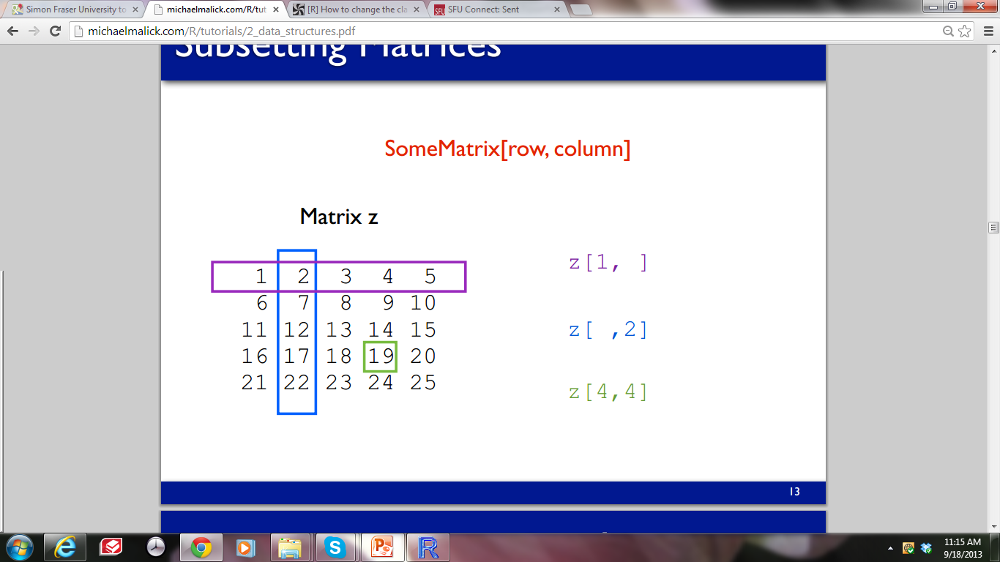 Simon Fraser University to
michaelmalick.com/R/tut
[R] How to change the cla
SFU Connect: Sent
michaelmalick.com/R/tutorials/2_data_structures.pdf
Subsetting Matrices
SomeMatrix[row, column]
Matrix z
1 2 3 4 5
6 7 8 9 10
11 12 13 14 15
16 17 18 19 20
21 22 23 24 25
z[1, ]
z[ ,2]
z[4,4]
13
11:15 AM
9/18/2013